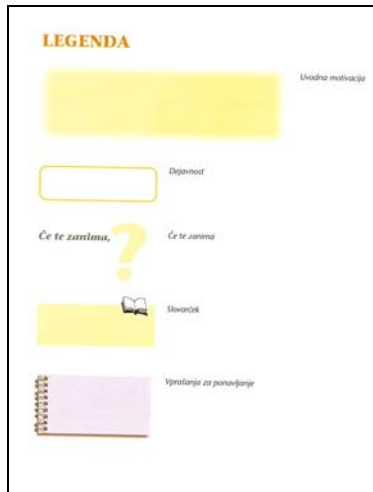 LEGENDA
Uvodna motivacija
Dejavnost
Če te zanima, ?
Če te zanima
Slovarček
Vprašanja za ponavljanje